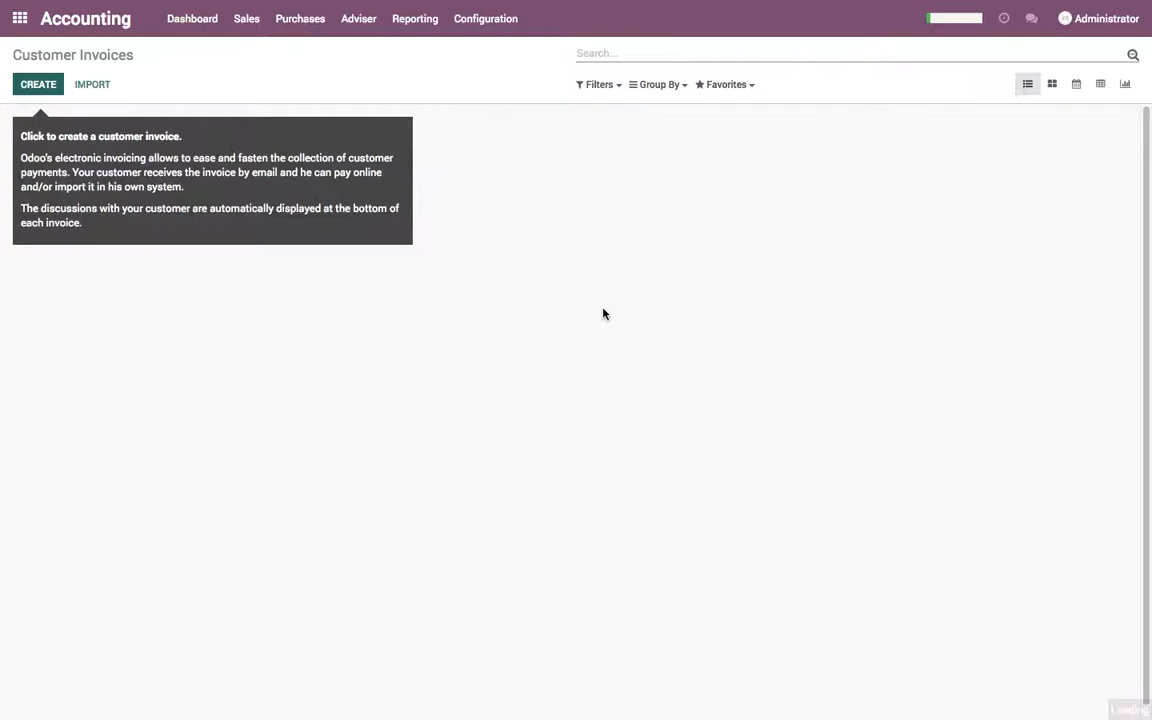 Accounting Dashboard Sales Purchases Adviser Reporting Configuration Administrator
Customer Invoices Search...
CREATE IMPORT Filters Group By Favorites
Click to create a customer invoice.
Odoo's electronic invoicing allows to ease and fasten the collection of customer
payments. Your customer receives the invoice by email and he can pay online
and/or import it in his own system.
The discussions with your customer are automatically displayed at the bottom of
each invoice.
Loading